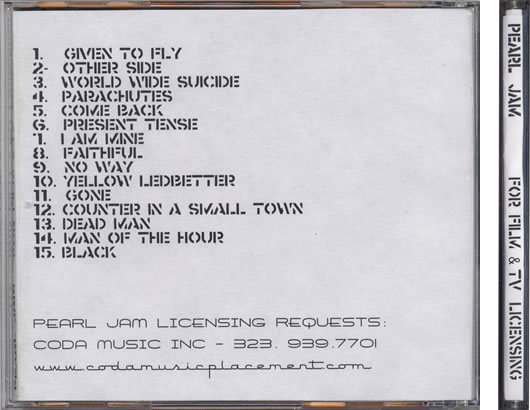 1. GIVEN TO FLY
2- OTHER SIDE
3. WORLD WIDE SUICIDE
4. PARACHUTES
5. COME BACK
6. PRESENT TENSE
7. I AM MINE
8. FAITHFUL
9. NO WAY
10. YELLOW LEDBETTER
11. GONE
12. COUNTER IN A SMALL TOWN
13. DEAD MAN
14. MAN OF THE HOUR
15. BLACK
PEARL JAM LICENSING REQUESTS:
CODA MUSIC INC - 323. 939.7701
www.codamusicplacement.com
PEARL JAM FOR FILM & TV LICENSING